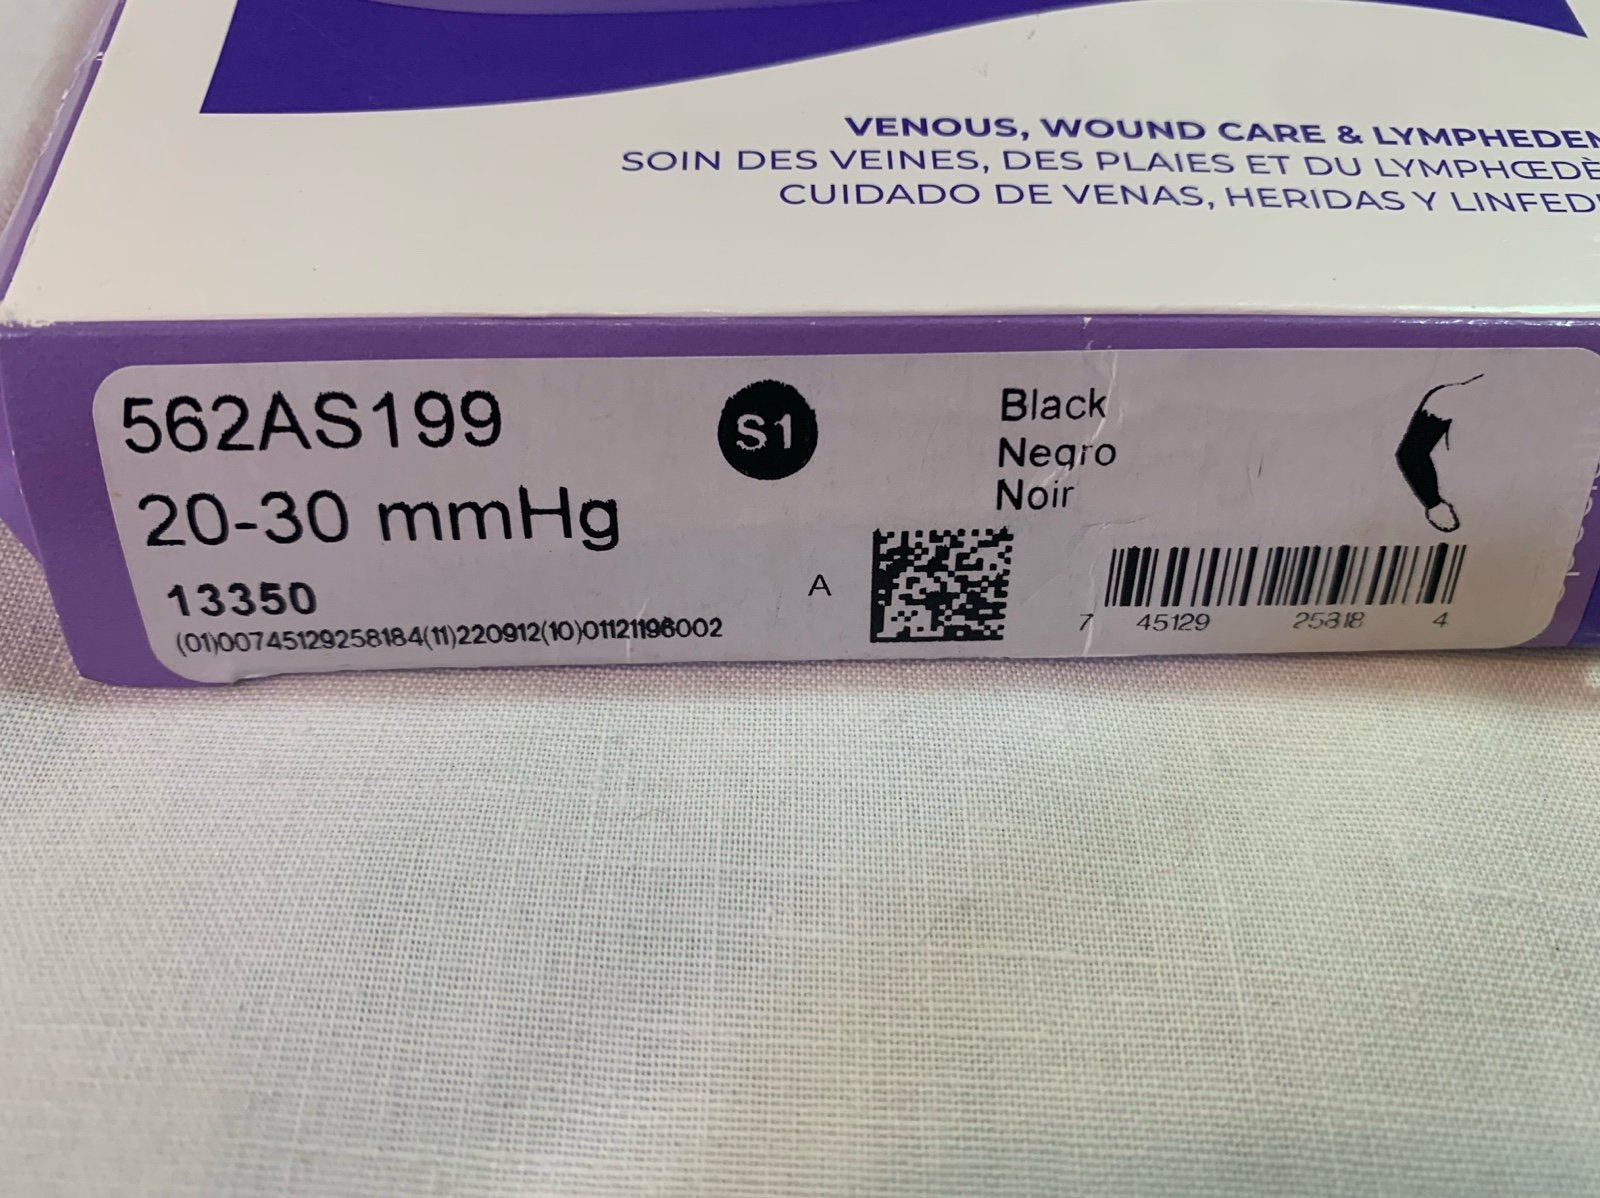 VENOUS, WOUND CARE & LYMPHEDEM
SOIN DES VEINES, DES PLAIES ET DU LYMPHŒDÈ
CUIDADO DE VENAS, HERIDAS Y LINFED
562AS199
S1
Black
Negro
Noir
20-30 mmHg
13350
A
(01)00745129258184(11)220912(10)01121196002
7 45129 25818 4